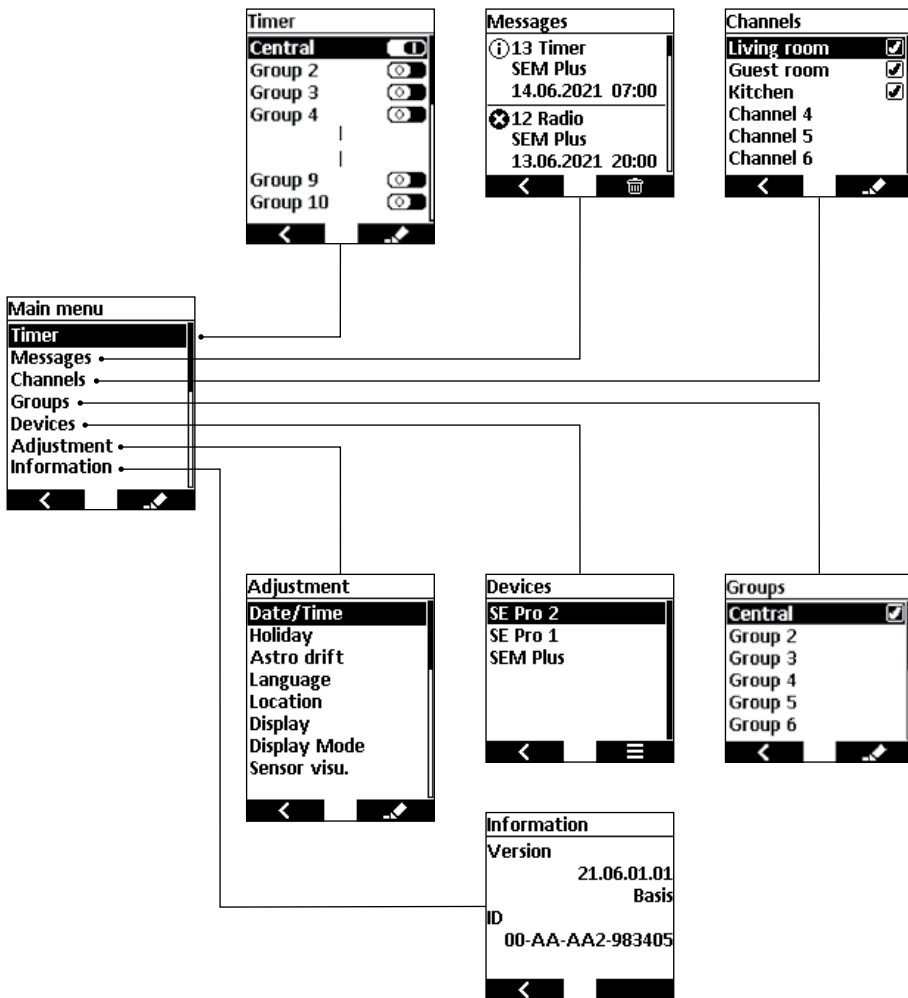 Timer
Central
Group 2
Group 3
Group 4
Group 9
Group 10
Messages
13 Timer
SEM Plus
14.06.2021 07:00
12 Radio
SEM Plus
13.06.2021 20:00
Channels
Living room
Guest room
Kitchen
Channel 4
Channel 5
Channel 6
Main menu
Timer
Messages
Channels
Groups
Devices
Adjustment
Information
Adjustment
Date/Time
Holiday
Astro drift
Language
Location
Display
Display Mode
Sensor visu.
Devices
SE Pro 2
SE Pro 1
SEM Plus
Groups
Central
Group 2
Group 3
Group 4
Group 5
Group 6
Information
Version
21.06.01.01
Basis
ID
00-AA-AA2-983405